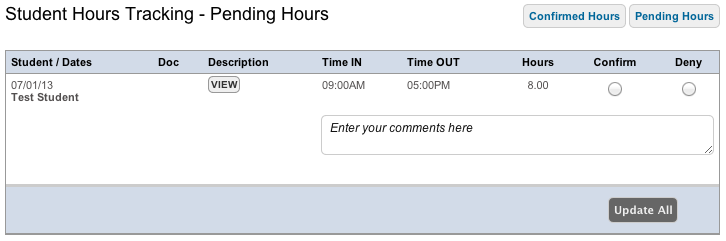 Student Hours Tracking - Pending Hours
Confirmed Hours Pending Hours
Student / Dates Doc Description Time IN Time OUT Hours Confirm Deny
07/01/13 VIEW 09:00AM 05:00PM 8.00
Test Student
Enter your comments here
Update All